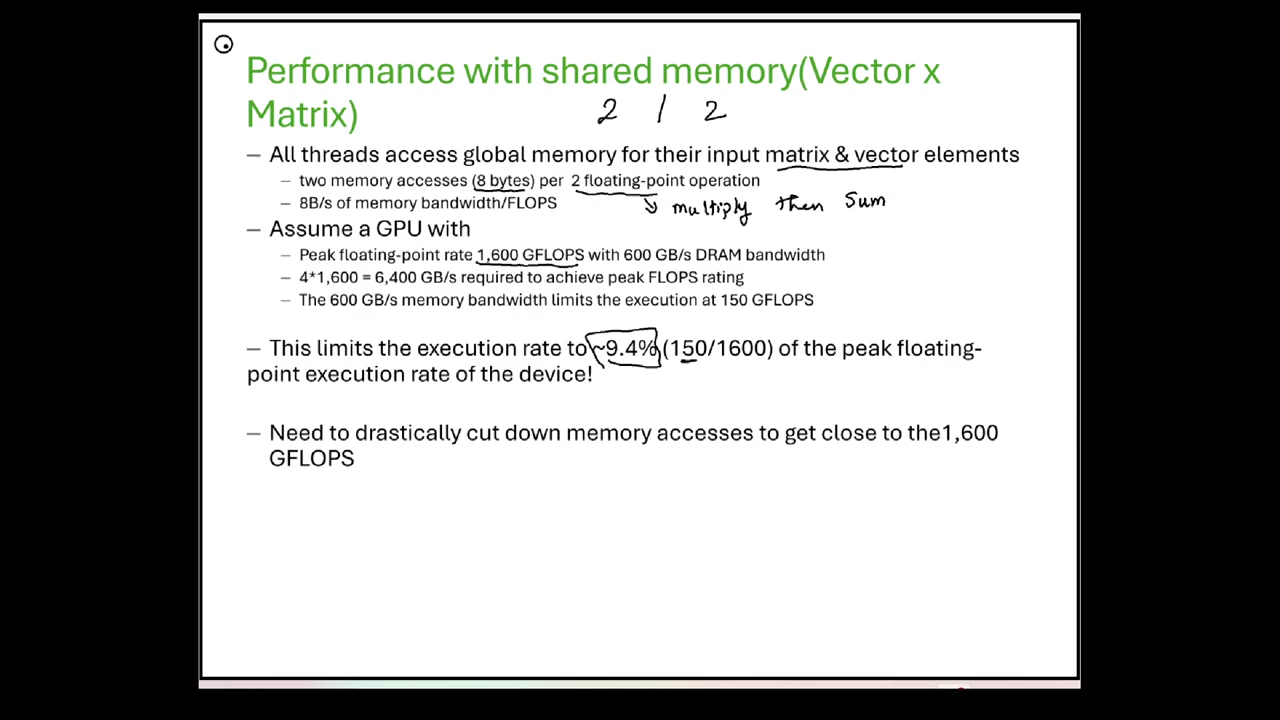 Performance with shared memory(Vector x
Matrix)
2 / 2
– All threads access global memory for their input matrix & vector elements
– two memory accesses (8 bytes) per 2 floating-point operation
– 8B/s of memory bandwidth/FLOPS
multiply then sum
– Assume a GPU with
– Peak floating-point rate 1,600 GFLOPS with 600 GB/s DRAM bandwidth
– 4*1,600 = 6,400 GB/s required to achieve peak FLOPS rating
– The 600 GB/s memory bandwidth limits the execution at 150 GFLOPS
– This limits the execution rate to ~9.4% (150/1600) of the peak floating-
point execution rate of the device!
– Need to drastically cut down memory accesses to get close to the1,600
GFLOPS